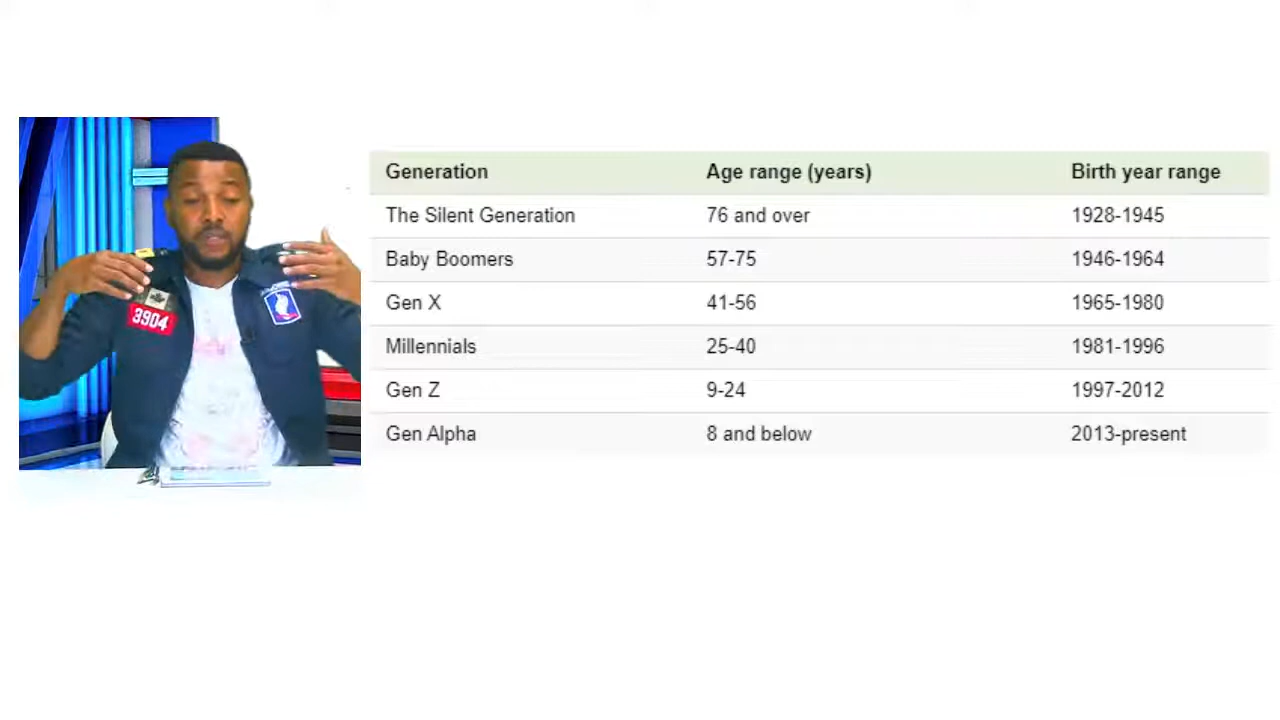 3904
Generation Age range (years) Birth year range
The Silent Generation 76 and over 1928-1945
Baby Boomers 57-75 1946-1964
Gen X 41-56 1965-1980
Millennials 25-40 1981-1996
Gen Z 9-24 1997-2012
Gen Alpha 8 and below 2013-present